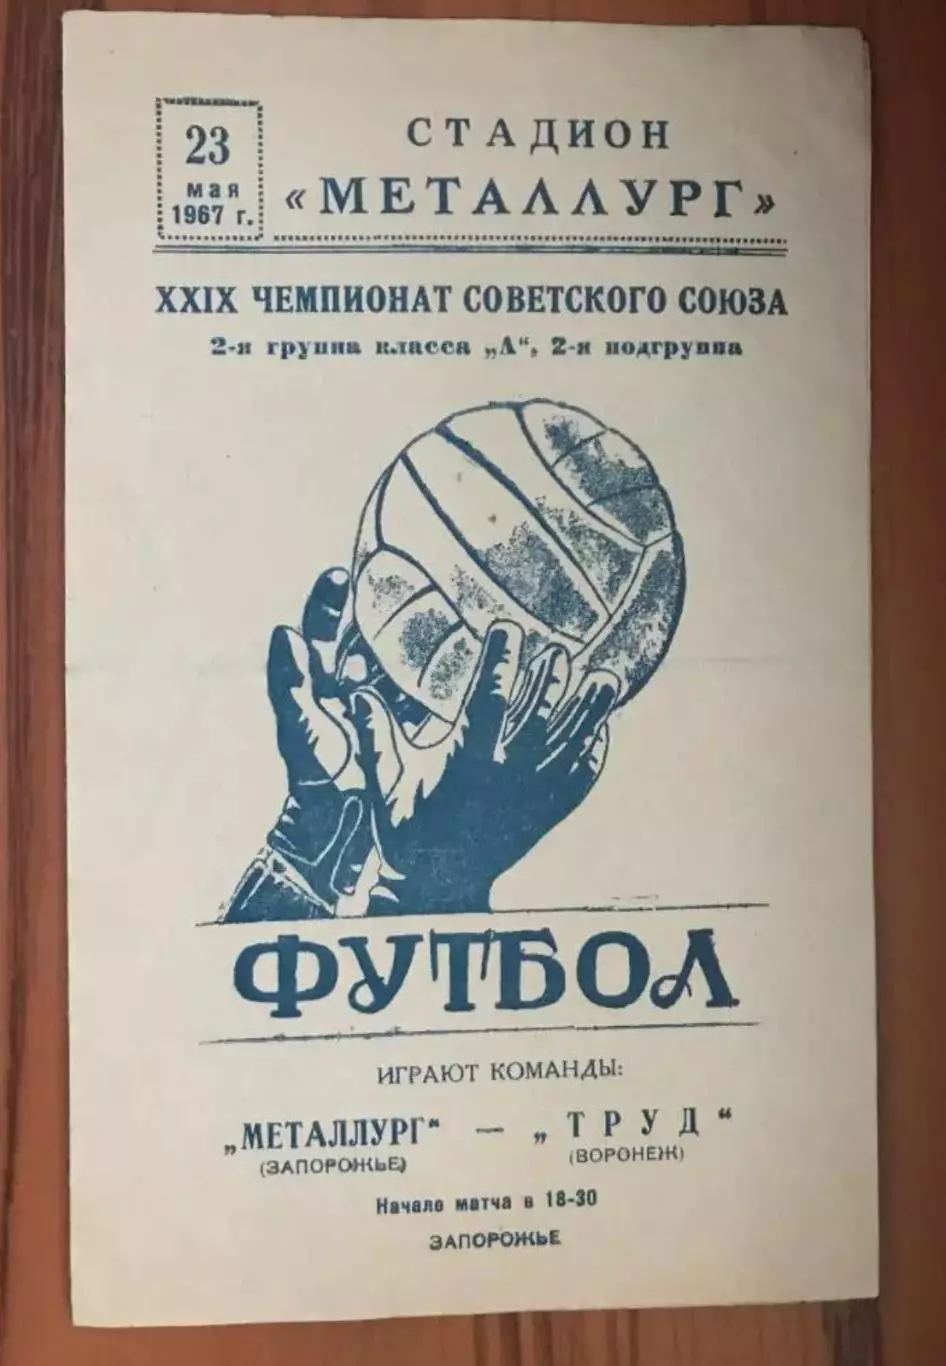 23
мая
1967 г.
СТАДИОН
«МЕТАЛЛУРГ»
XXIX ЧЕМПИОНАТ СОВЕТСКОГО СОЮЗА
2-я группа класса „А“, 2-я подгруппа
ФУТБОЛ
ИГРАЮТ КОМАНДЫ:
„МЕТАЛЛУРГ“ — „ТРУД“
(ЗАПОРОЖЬЕ) (ВОРОНЕЖ)
Начало матча в 18-30
ЗАПОРОЖЬЕ